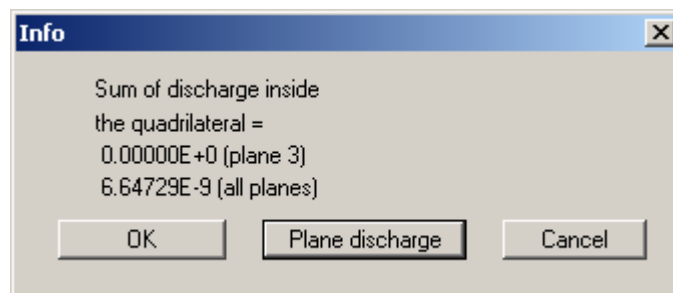 Info
Sum of discharge inside
the quadrilateral =
0.00000E+0 (plane 3)
6.64729E-9 (all planes)
OK Plane discharge Cancel